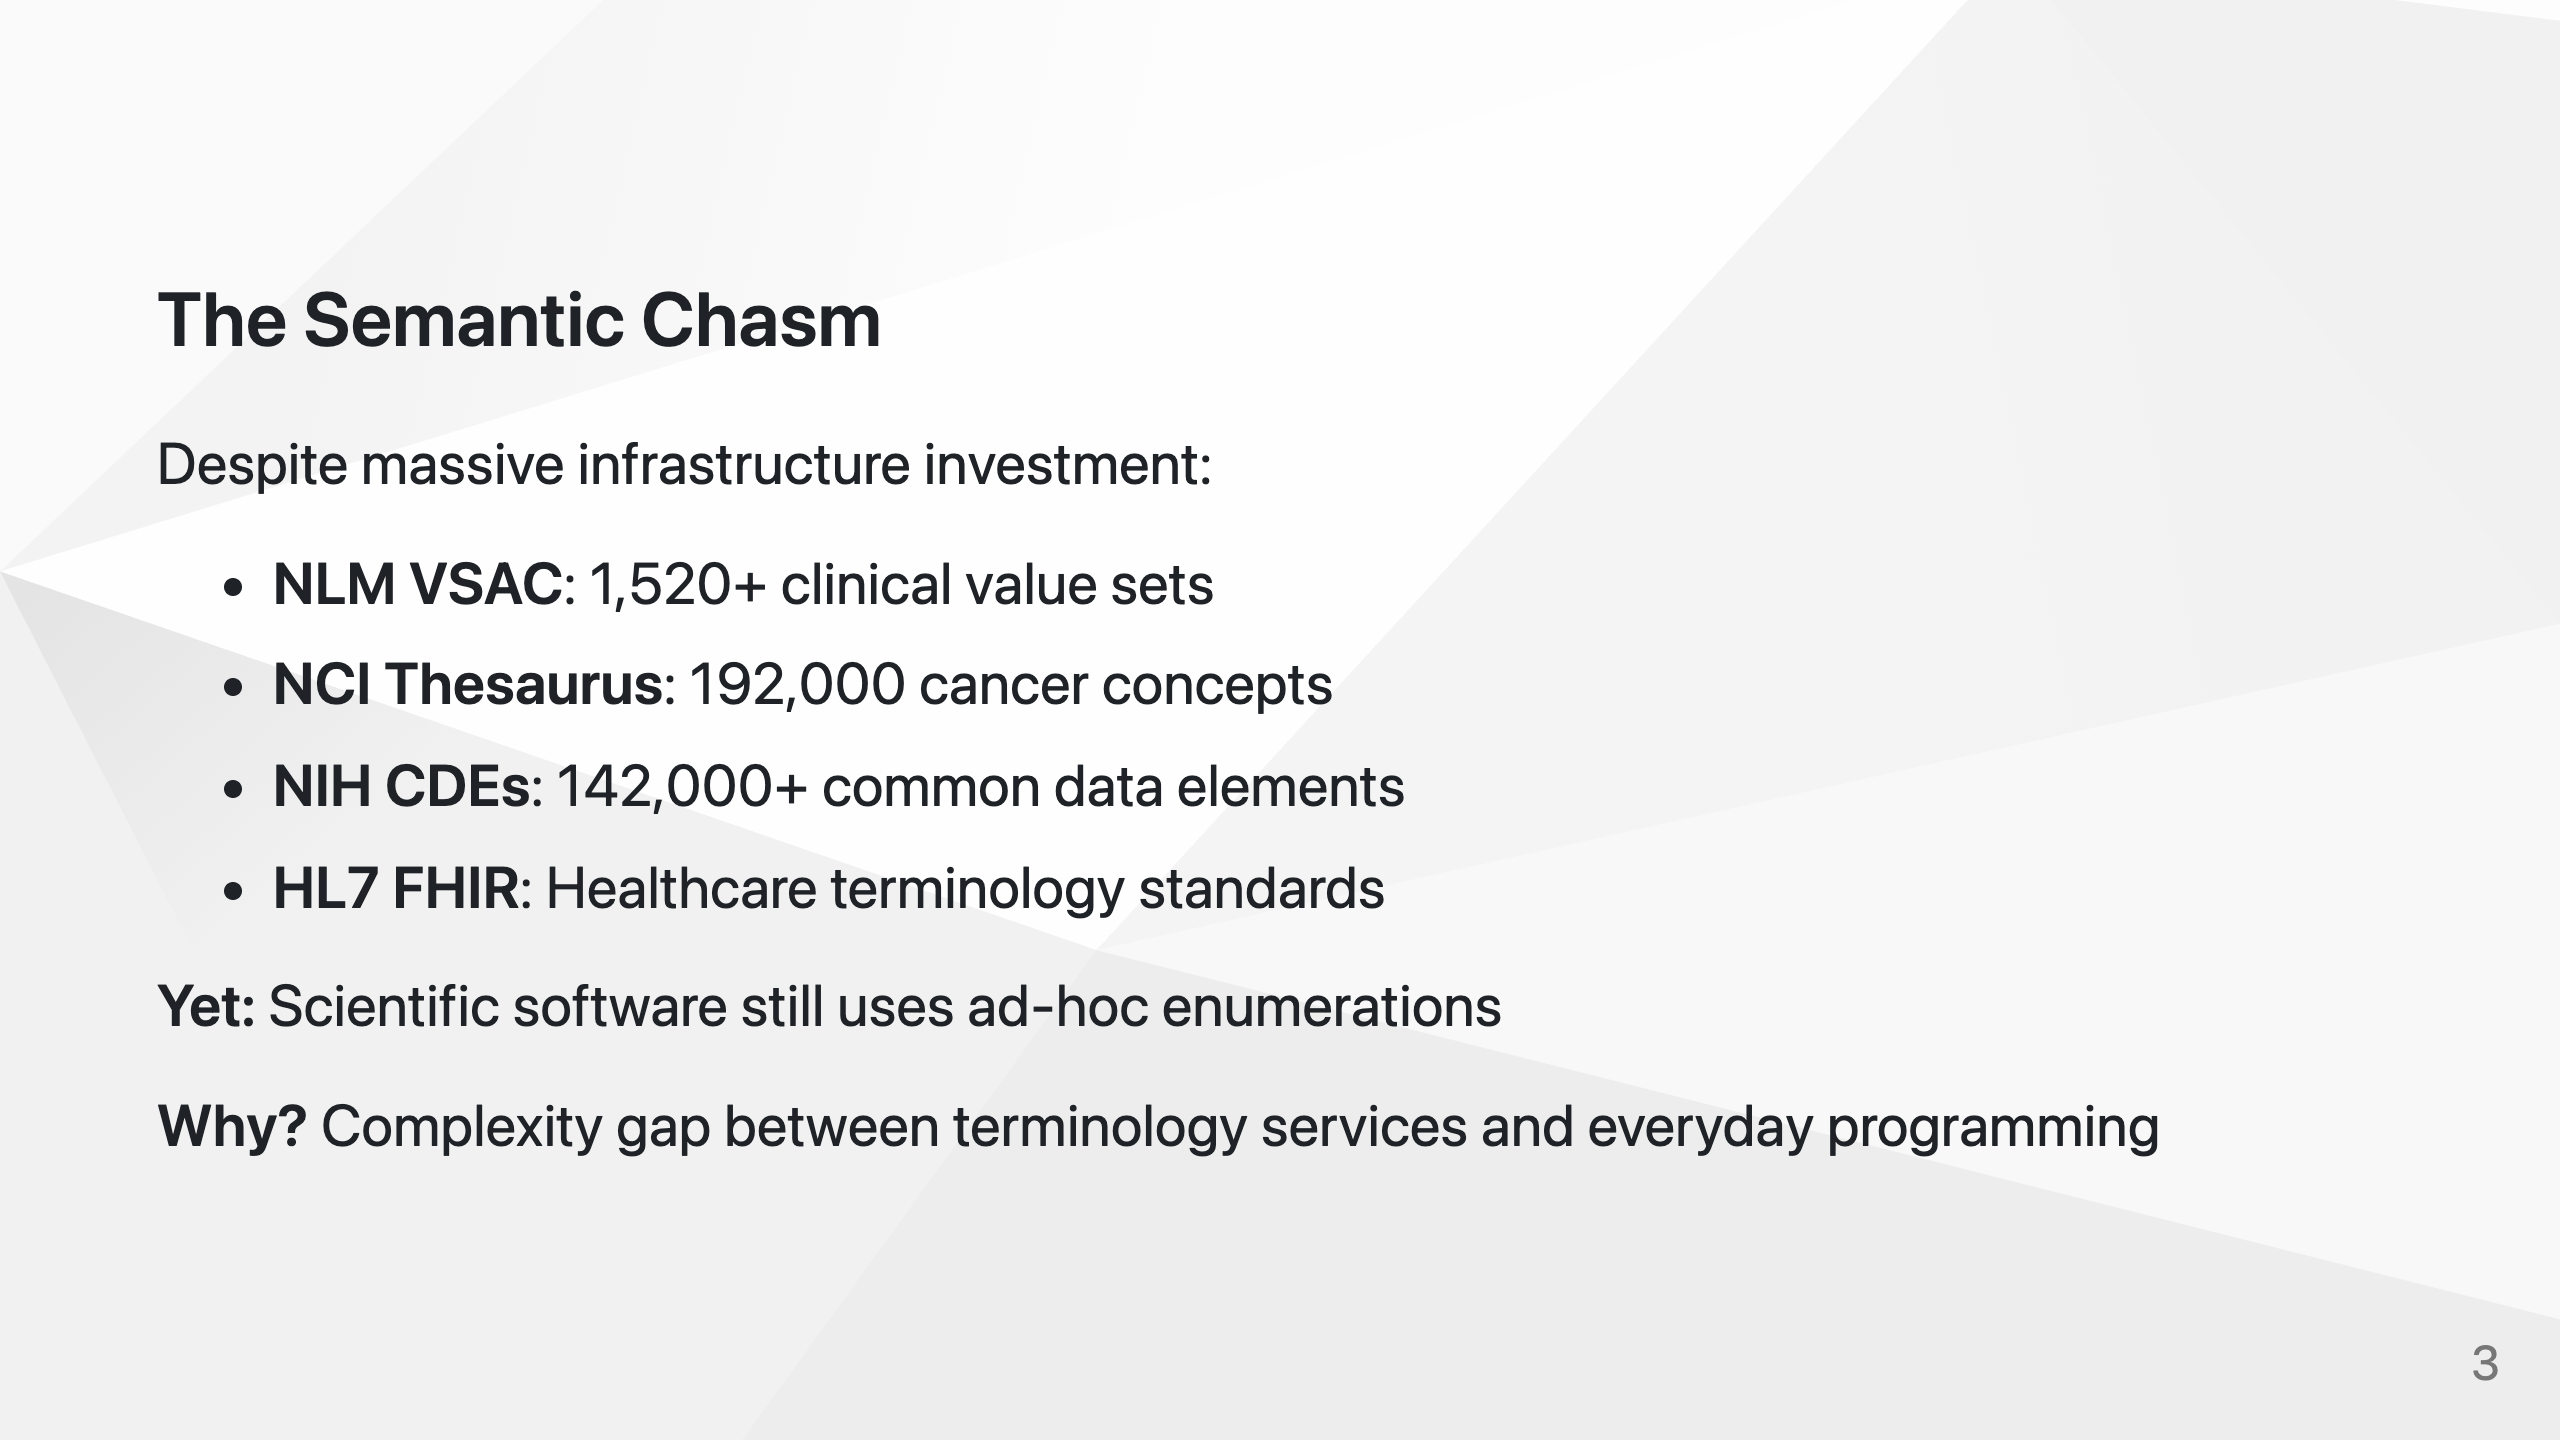 The Semantic Chasm
Despite massive infrastructure investment:
• NLM VSAC: 1,520+ clinical value sets
• NCI Thesaurus: 192,000 cancer concepts
• NIH CDEs: 142,000+ common data elements
• HL7 FHIR: Healthcare terminology standards
Yet: Scientific software still uses ad-hoc enumerations
Why? Complexity gap between terminology services and everyday programming
3